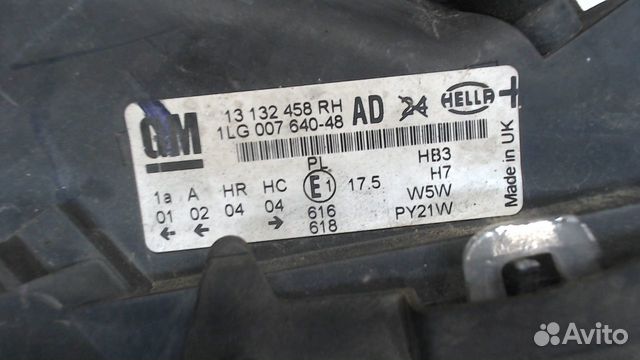 GM
13 132 458 RH
1LG 007 640-48
AD 24 HELLA
PL
HB3
1a A HR HC E1 17.5 H7
01 02 04 04 616 W5W
618 PY21W
Made in UK
Avito